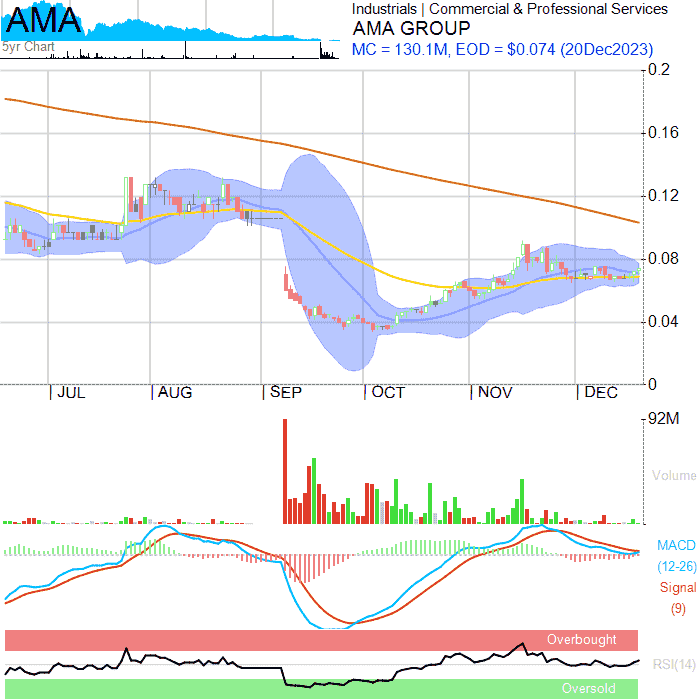 AMA
5yr Chart
Industrials | Commercial & Professional Services
AMA GROUP
MC = 130.1M, EOD = $0.074 (20Dec2023)
0.2
0.16
0.12
0.08
0.04
0
JUL AUG SEP OCT NOV DEC
92M
Volume
MACD
(12-26)
Signal
(9)
Overbought
RSI(14)
Oversold